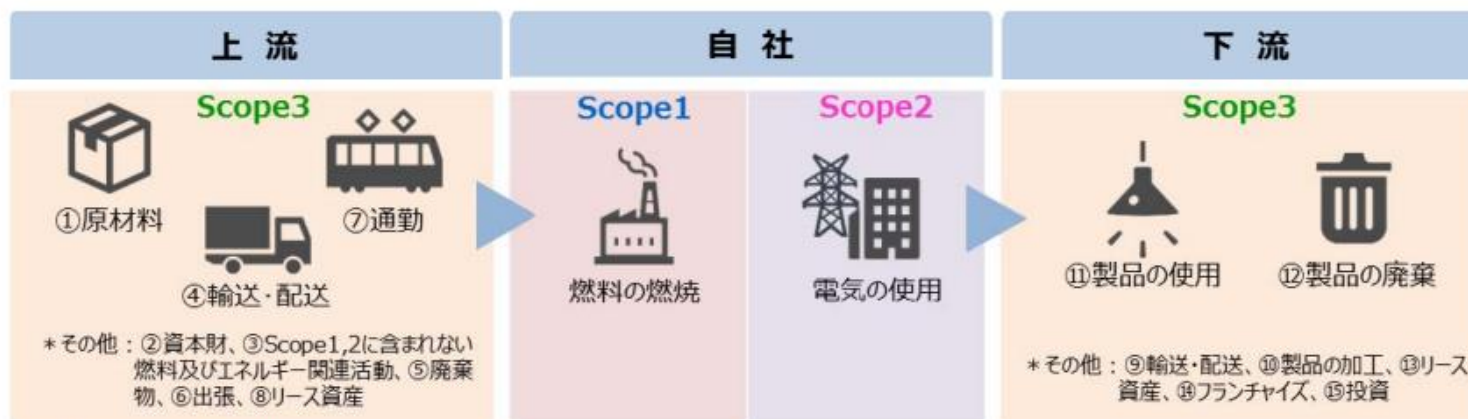 上流
自社
下流
Scope3
①原材料
⑦通勤
④輸送・配送
*その他：②資本財、③Scope1,2に含まれない
燃料及びエネルギー関連活動、⑤廃棄
物、⑥出張、⑧リース資産
Scope1
燃料の燃焼
Scope2
電気の使用
Scope3
⑪製品の使用
⑫製品の廃棄
*その他：⑨輸送・配送、⑩製品の加工、⑬リース
資産、⑭フランチャイズ、⑮投資